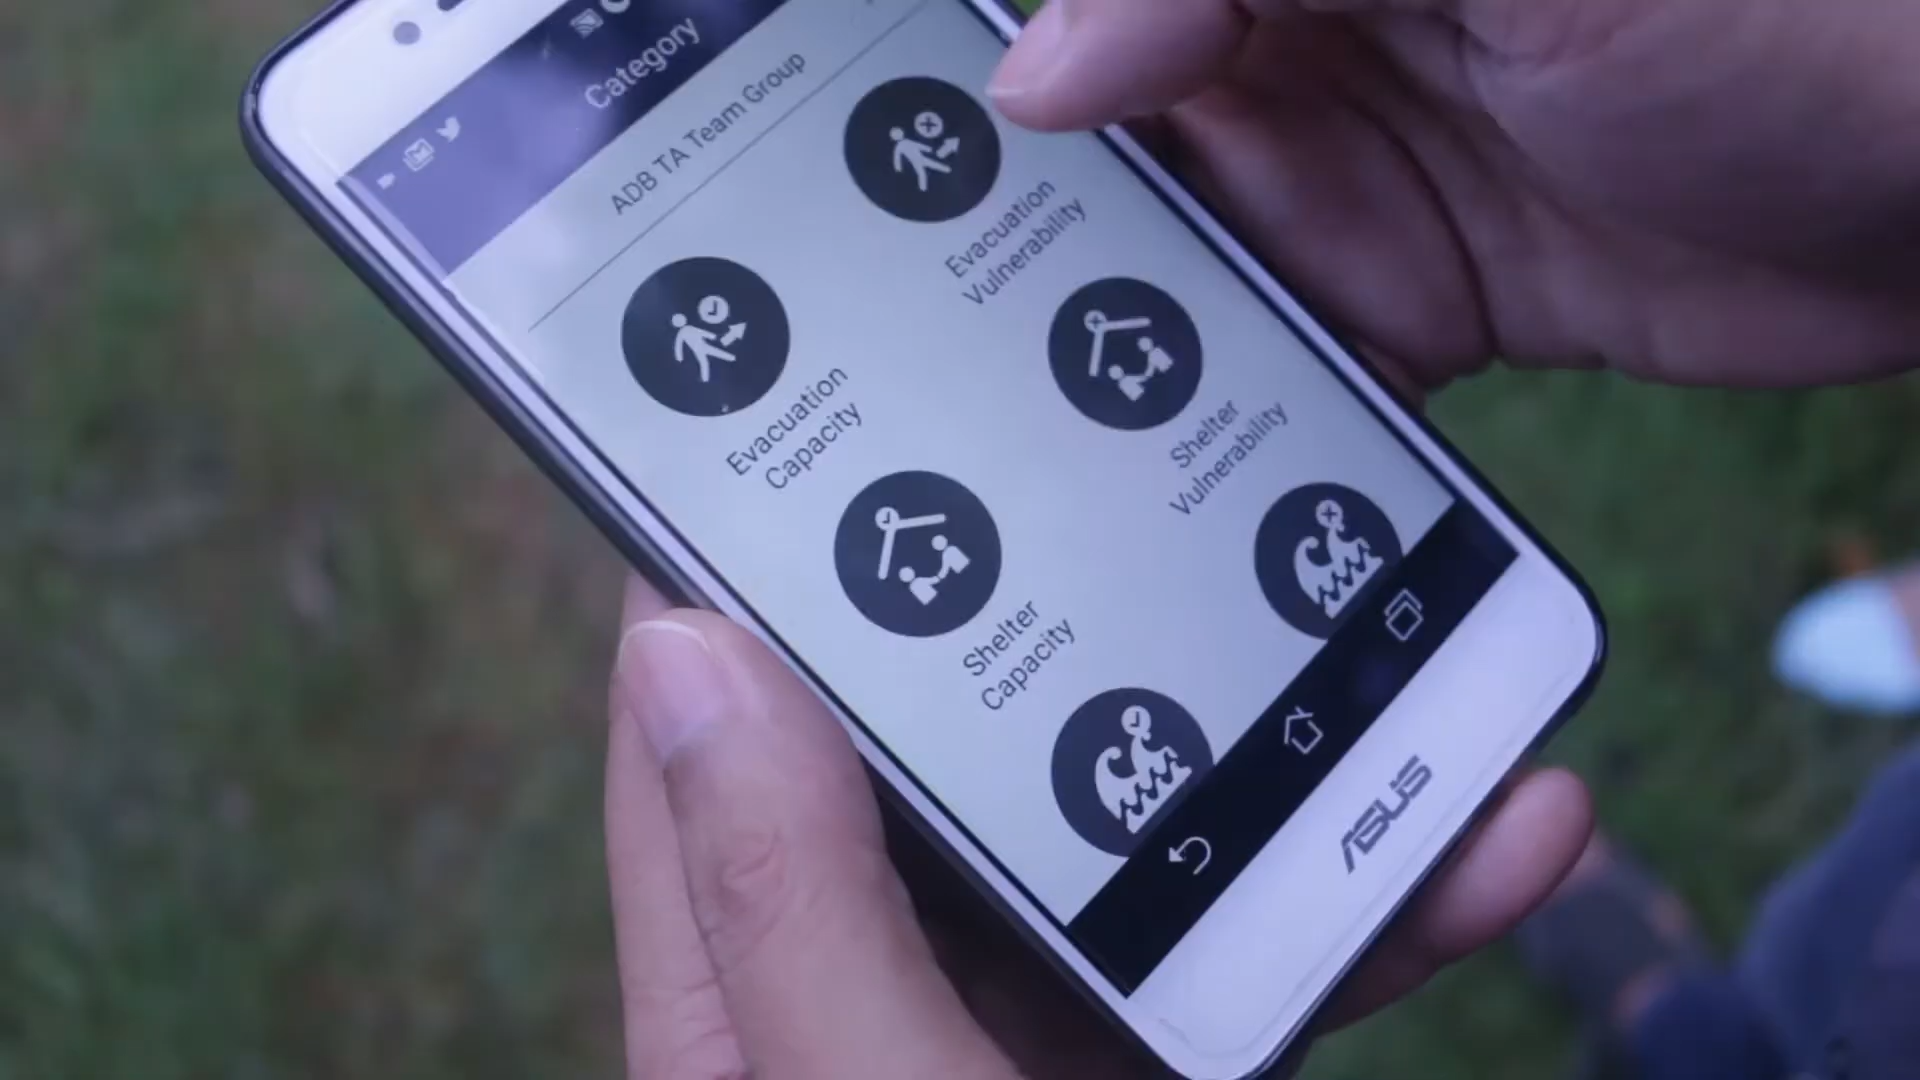 Category
ADB TA Team Group
Evacuation
Capacity
Evacuation
Vulnerability
Shelter
Capacity
Shelter
Vulnerability
ASUS